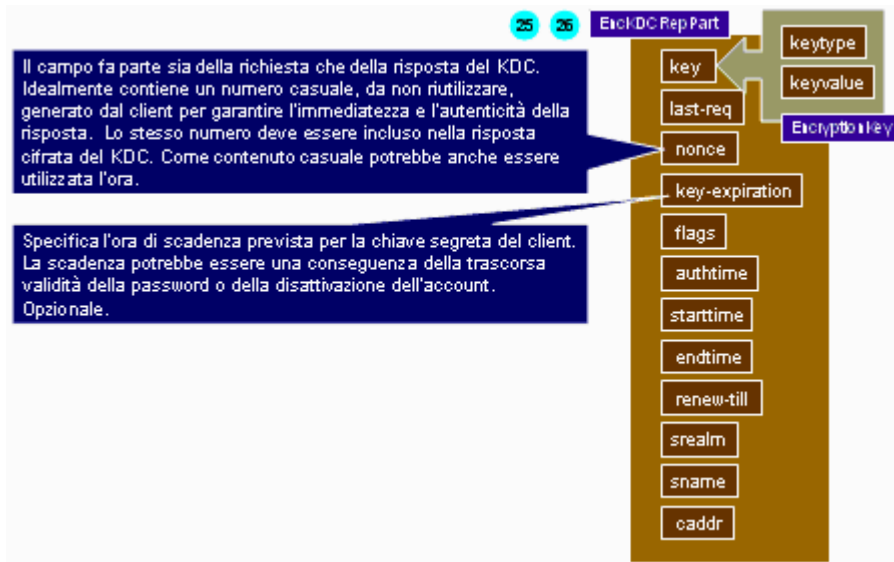 25 26 EncKDCRepPart
Il campo fa parte sia della richiesta che della risposta del KDC.
Idealmente contiene un numero casuale, da non riutilizzare,
generato dal client per garantire l'immediatezza e l'autenticità della
risposta. Lo stesso numero deve essere incluso nella risposta
cifrata del KDC. Come contenuto casuale potrebbe anche essere
utilizzata l'ora.
Specifica l'ora di scadenza prevista per la chiave segreta del client.
La scadenza potrebbe essere una conseguenza della trascorsa
validità della password o della disattivazione dell'account.
Opzionale.
key
last-req
nonce
key-expiration
flags
authtime
starttime
endtime
renew-till
srealm
sname
caddr
keytype
keyvalue
EncryptionKey